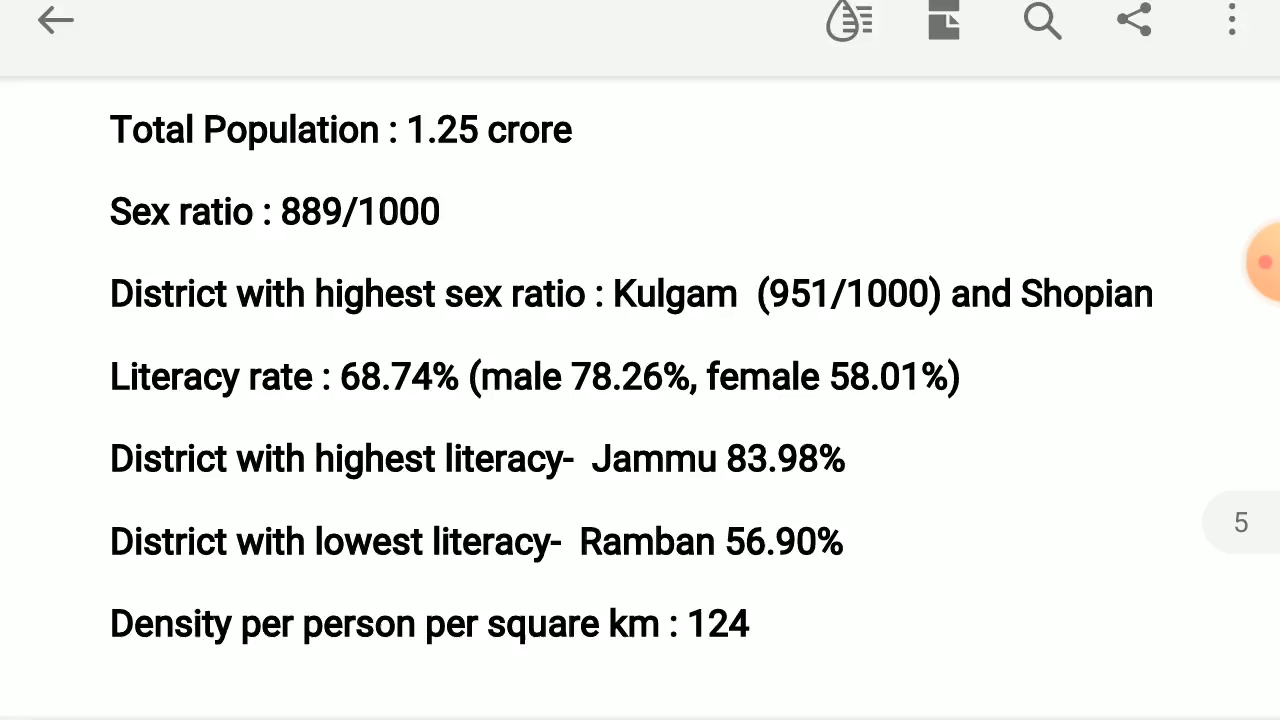 Total Population : 1.25 crore
Sex ratio : 889/1000
District with highest sex ratio : Kulgam (951/1000) and Shopian
Literacy rate : 68.74% (male 78.26%, female 58.01%)
District with highest literacy- Jammu 83.98%
District with lowest literacy- Ramban 56.90%
5
Density per person per square km : 124